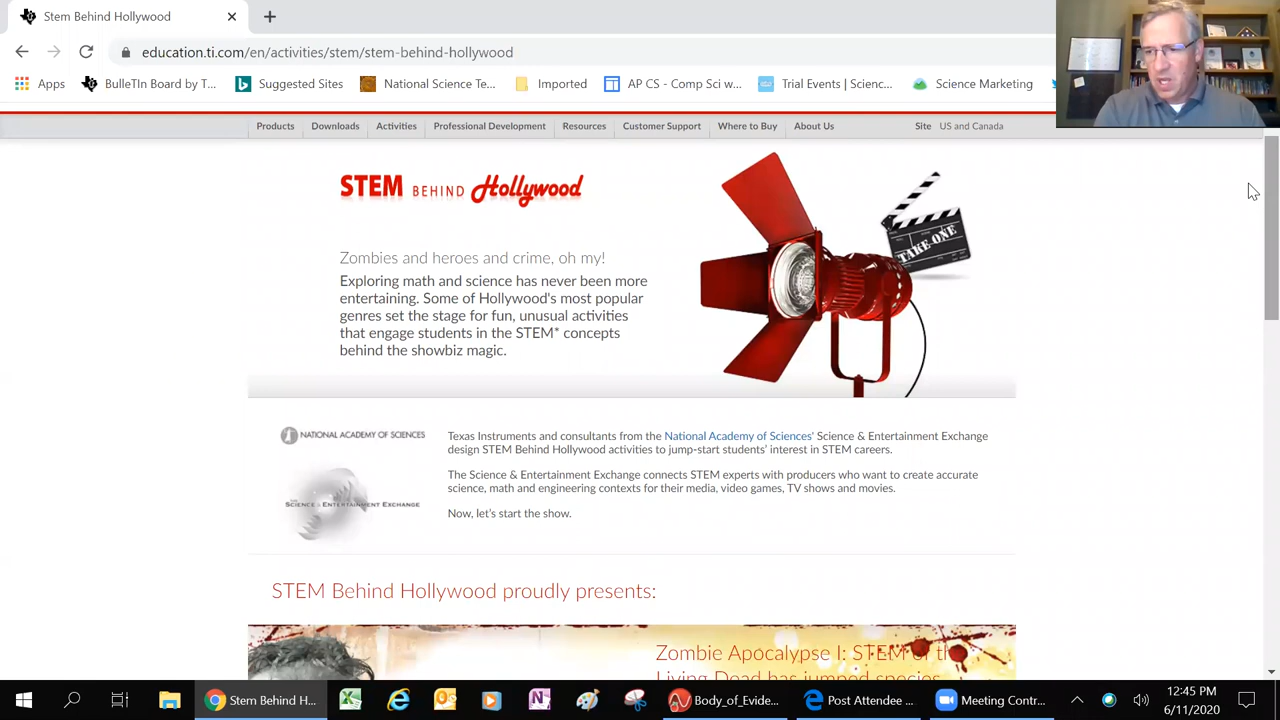 Stem Behind Hollywood
education.ti.com/en/activities/stem/stem-behind-hollywood
Apps BulleTIn Board by T... Suggested Sites National Science Te... Imported AP CS - Comp Sci w... Trial Events | Scienc... Science Marketing
Products Downloads Activities Professional Development Resources Customer Support Where to Buy About Us Site US and Canada
STEM BEHIND Hollywood
TAKE ONE
Zombies and heroes and crime, oh my!
Exploring math and science has never been more
entertaining. Some of Hollywood's most popular
genres set the stage for fun, unusual activities
that engage students in the STEM* concepts
behind the showbiz magic.
NATIONAL ACADEMY OF SCIENCES
THE
SCIENCE & ENTERTAINMENT EXCHANGE
Texas Instruments and consultants from the National Academy of Sciences' Science & Entertainment Exchange
design STEM Behind Hollywood activities to jump-start students' interest in STEM careers.
The Science & Entertainment Exchange connects STEM experts with producers who want to create accurate
science, math and engineering contexts for their media, video games, TV shows and movies.
Now, let's start the show.
STEM Behind Hollywood proudly presents:
Zombie Apocalypse I: STEM of the
Living Dead has jumped species
Stem Behind H... Body_of_Evide... Post Attendee ... Meeting Contr...
12:45 PM
6/11/2020